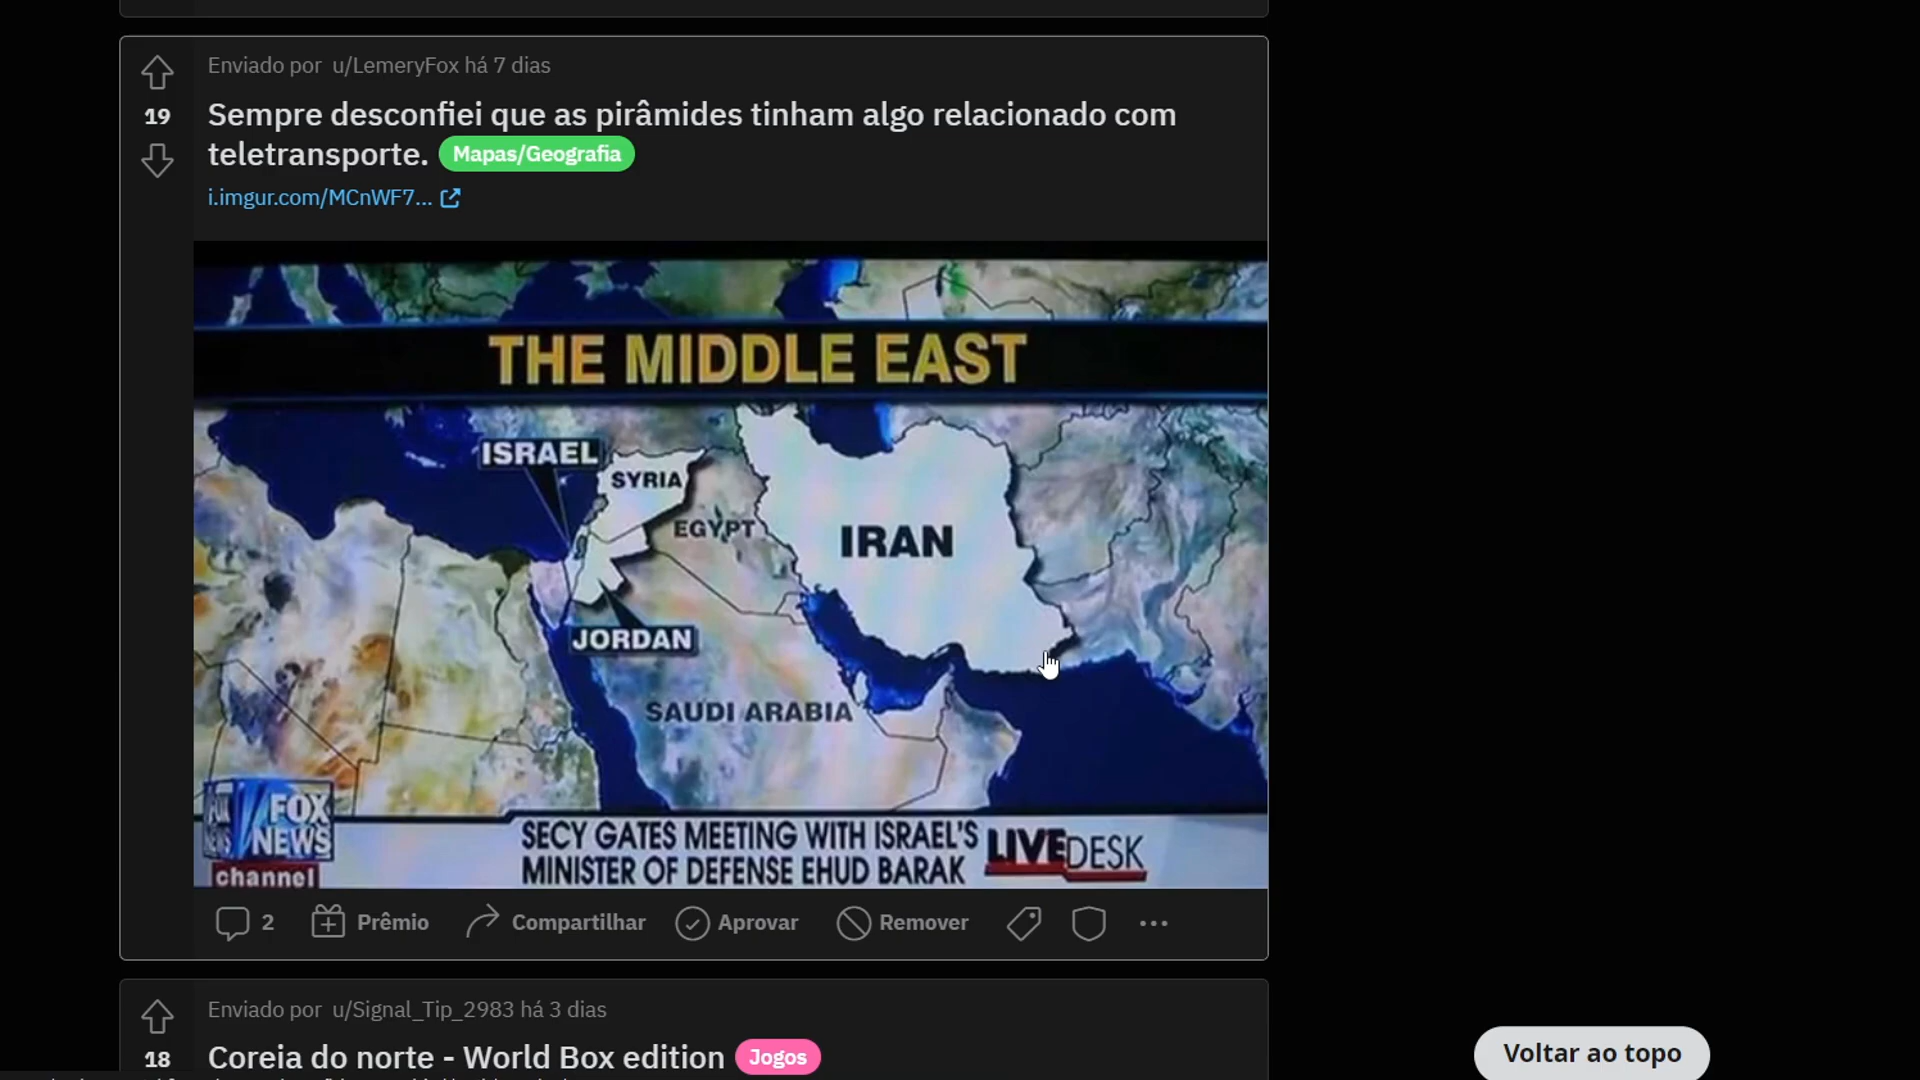 Enviado por u/LemeryFox há 7 dias
19
Sempre desconfiei que as pirâmides tinham algo relacionado com
teletransporte. Mapas/Geografia
i.imgur.com/MCnWF7...
THE MIDDLE EAST
ISRAEL
SYRIA
EGYPT
IRAN
JORDAN
SAUDI ARABIA
FOX
NEWS
channel
SECY GATES MEETING WITH ISRAEL'S
MINISTER OF DEFENSE EHUD BARAK
LIVEDESK
2 Prêmio Compartilhar Aprovar Remover
Enviado por u/Signal_Tip_2983 há 3 dias
18
Coreia do norte - World Box edition Jogos
Voltar ao topo